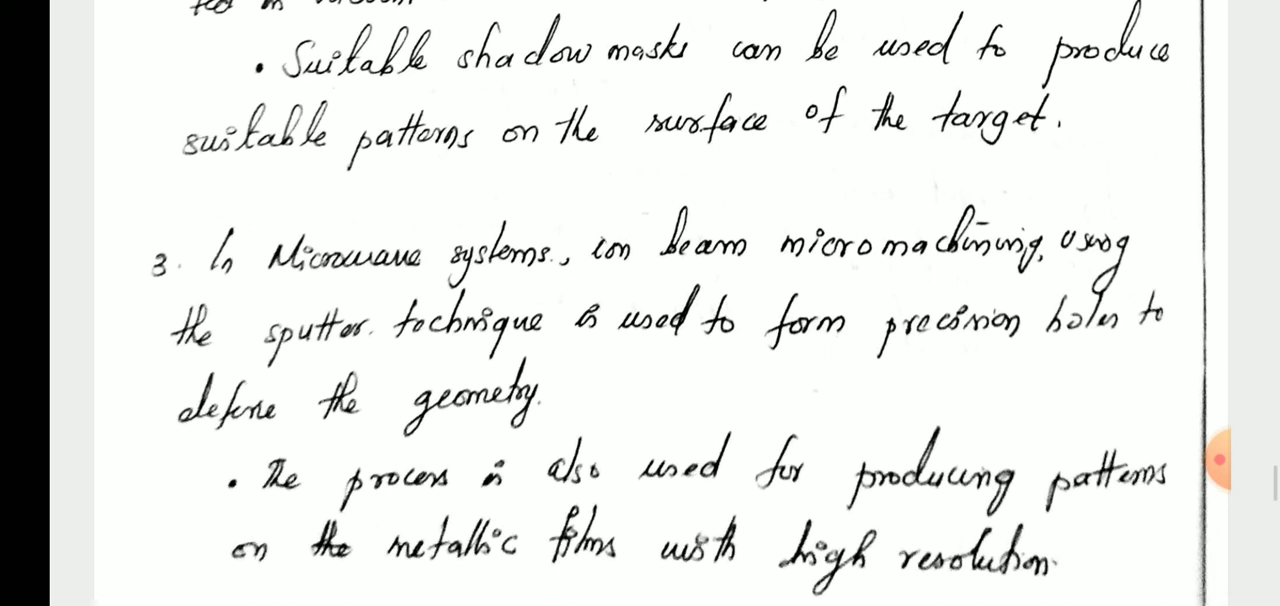 • Suitable shadow masks can be used to produce
suitable patterns on the surface of the target.
3. In Microwave systems, ion beam micromachining, using
the sputter technique is used to form precision holes to
define the geometry.
• The process is also used for producing patterns
on the metallic films with high resolution.